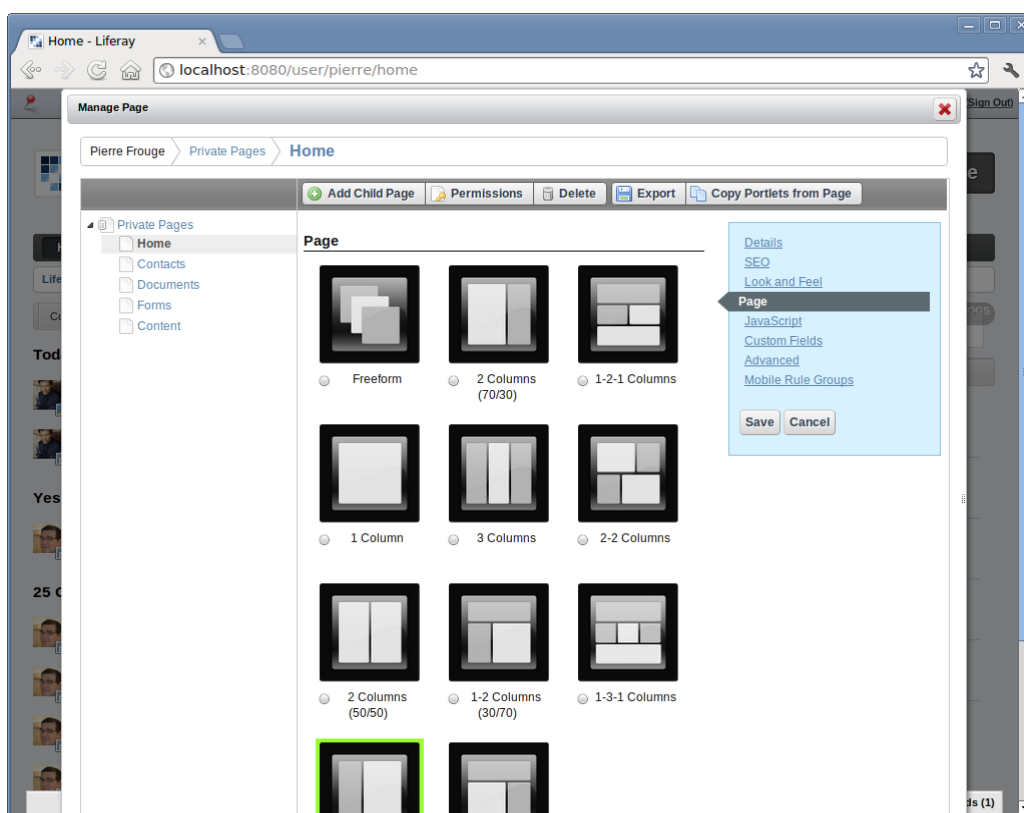 Home - Liferay
localhost:8080/user/pierre/home
Manage Page
(Sign Out)
Pierre Frouge Private Pages Home
Add Child Page Permissions Delete Export Copy Portlets from Page
Private Pages
Home
Contacts
Documents
Forms
Content
Page
Freeform
2 Columns
(70/30)
1-2-1 Columns
1 Column
3 Columns
2-2 Columns
2 Columns
(50/50)
1-2 Columns
(30/70)
1-3-1 Columns
Details
SEO
Look and Feel
Page
JavaScript
Custom Fields
Advanced
Mobile Rule Groups
Save Cancel
Life
Tod
Yes
25
ds (1)